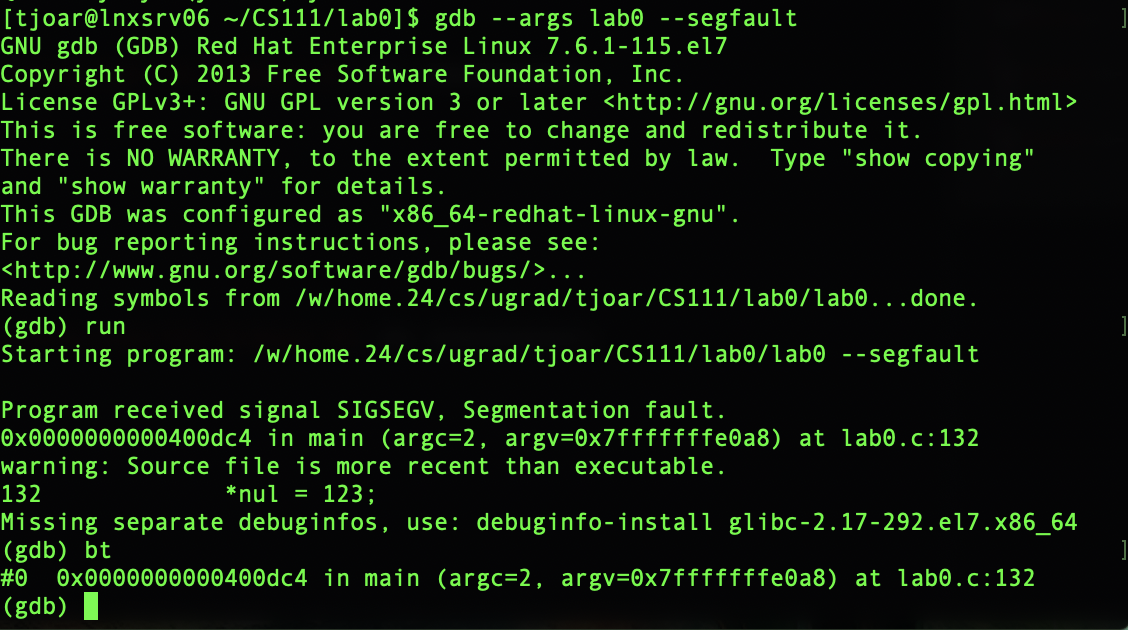 [tjoar@lnxsrv06 ~/CS111/lab0]$ gdb --args lab0 --segfault ]
GNU gdb (GDB) Red Hat Enterprise Linux 7.6.1-115.el7
Copyright (C) 2013 Free Software Foundation, Inc.
License GPLv3+: GNU GPL version 3 or later <http://gnu.org/licenses/gpl.html>
This is free software: you are free to change and redistribute it.
There is NO WARRANTY, to the extent permitted by law.  Type "show copying"
and "show warranty" for details.
This GDB was configured as "x86_64-redhat-linux-gnu".
For bug reporting instructions, please see:
<http://www.gnu.org/software/gdb/bugs/>...
Reading symbols from /w/home.24/cs/ugrad/tjoar/CS111/lab0/lab0...done.
(gdb) run ]
Starting program: /w/home.24/cs/ugrad/tjoar/CS111/lab0/lab0 --segfault
Program received signal SIGSEGV, Segmentation fault.
0x0000000000400dc4 in main (argc=2, argv=0x7fffffffe0a8) at lab0.c:132
warning: Source file is more recent than executable.
132             *nul = 123;
Missing separate debuginfos, use: debuginfo-install glibc-2.17-292.el7.x86_64
(gdb) bt ]
#0  0x0000000000400dc4 in main (argc=2, argv=0x7fffffffe0a8) at lab0.c:132
(gdb)